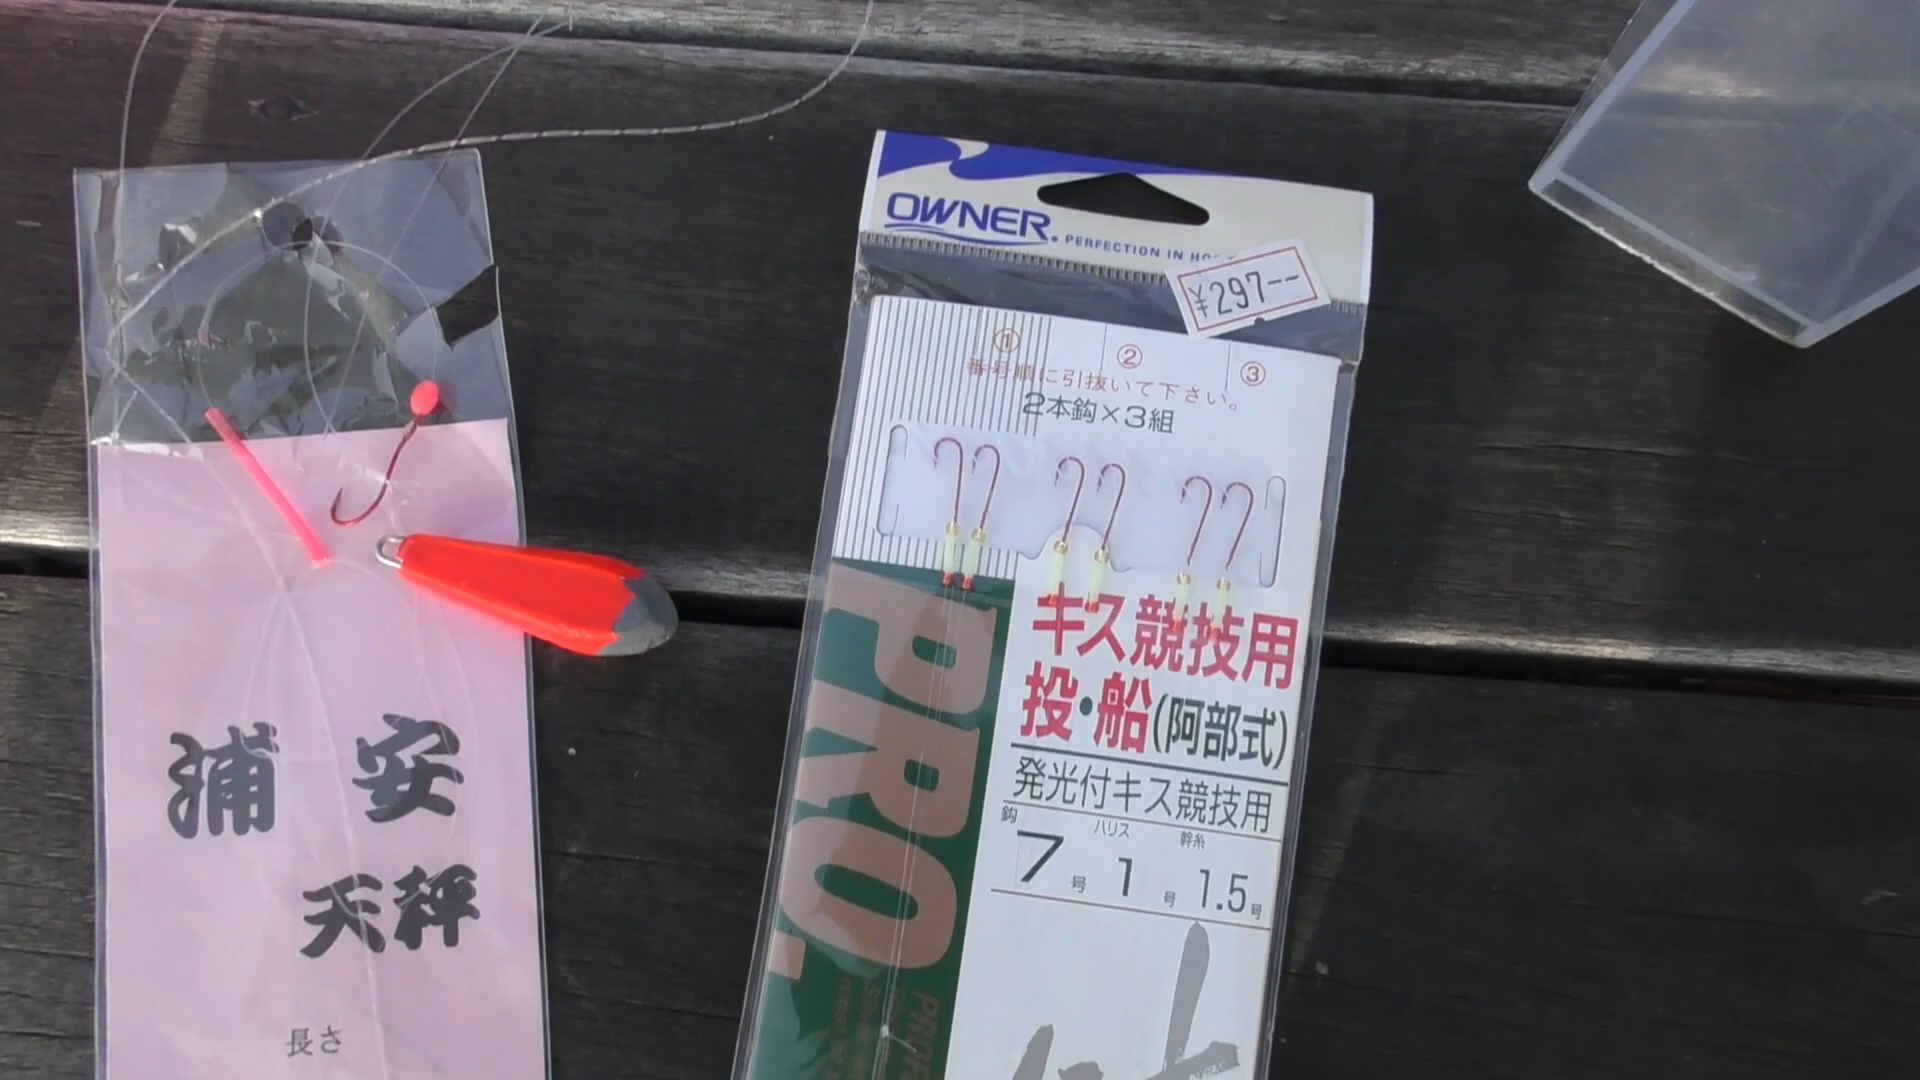 浦安
天秤
長さ
OWNER
PERFECTION IN
¥297--
① ② ③
番号順に引抜いて下さい。
2本鈎×3組
PRO.
キス競技用
投・船(阿部式)
発光付キス競技用
鈎 ハリス 幹糸
7号 1号 1.5号